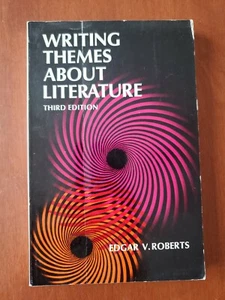 WRITING
THEMES
ABOUT
LITERATURE
THIRD EDITION
EDGAR V. ROBERTS